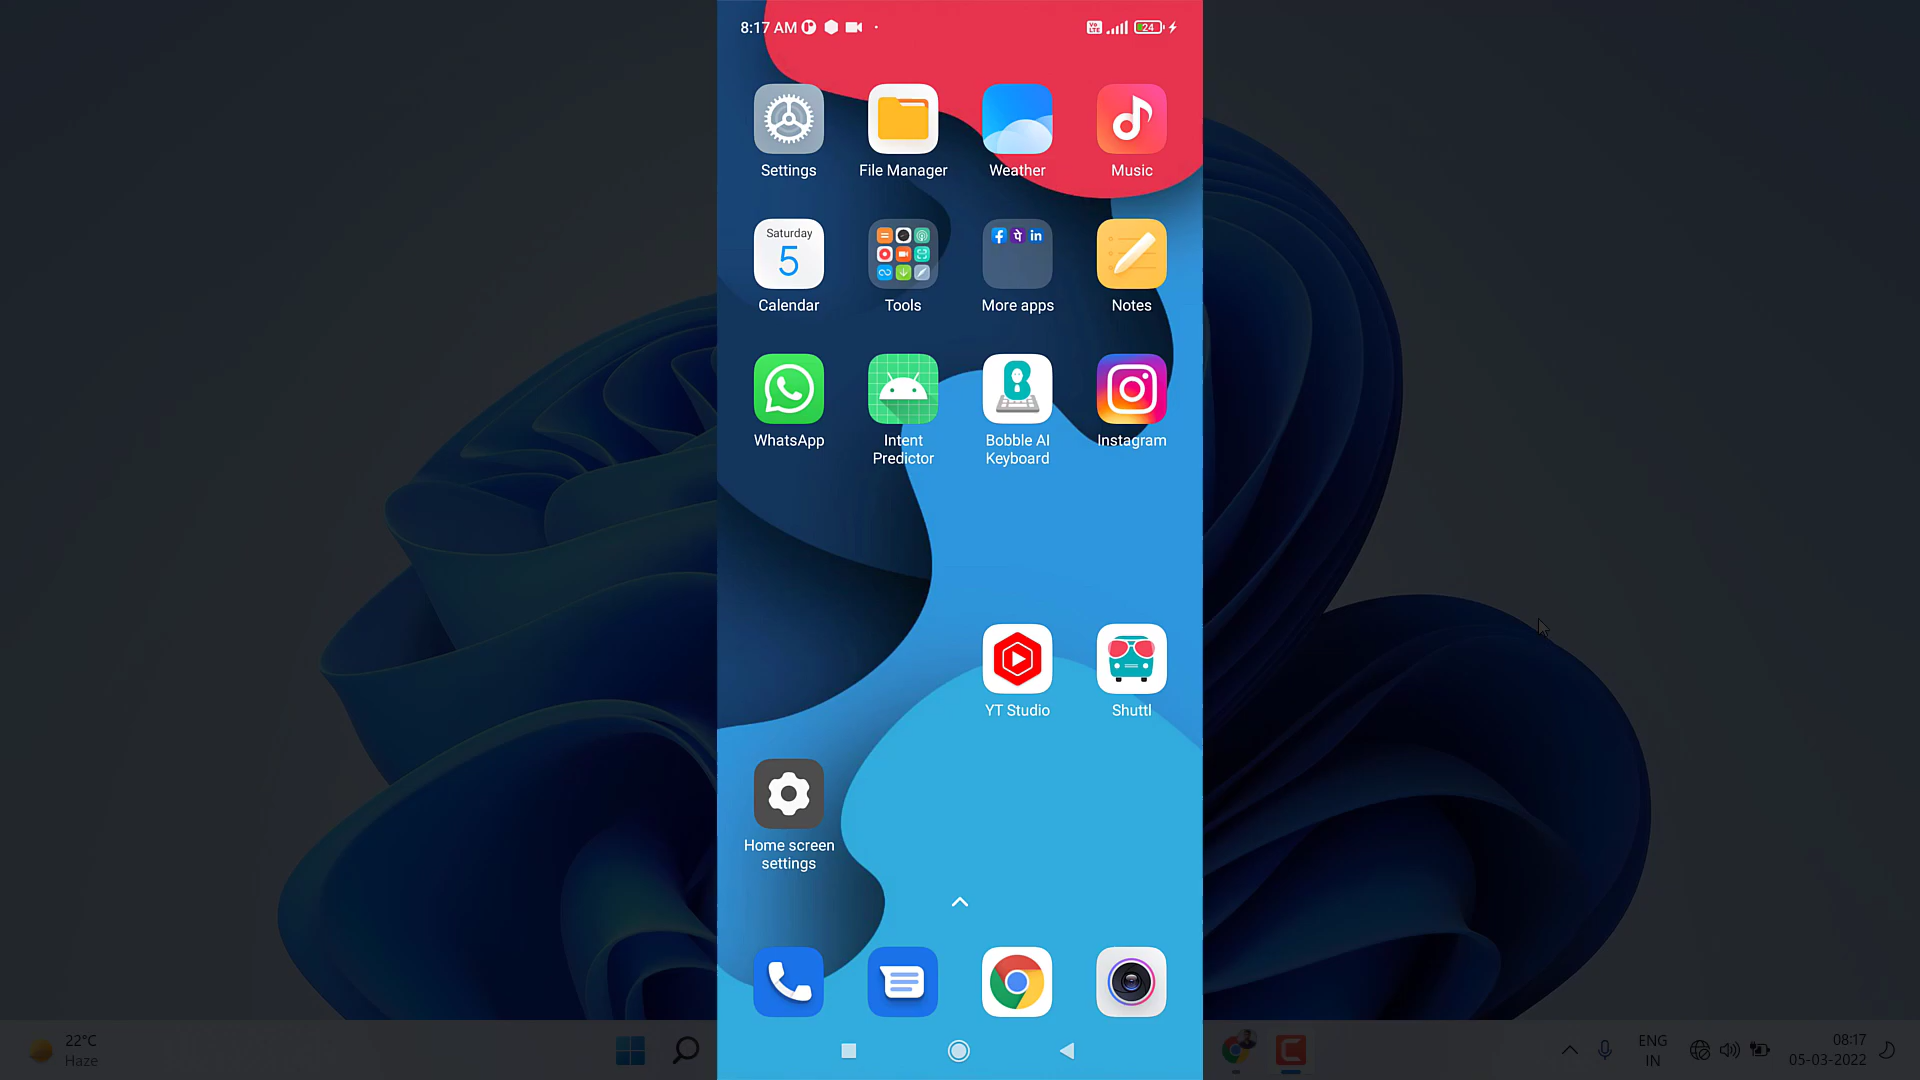 8:17 AM
Vo LTE
24
Settings
File Manager
Weather
Music
Saturday
5
Calendar
Tools
More apps
Notes
WhatsApp
Intent
Predictor
Bobble AI
Keyboard
Instagram
YT Studio
Shuttl
Home screen
settings
22°C
Haze
ENG
IN
08:17
05-03-2022